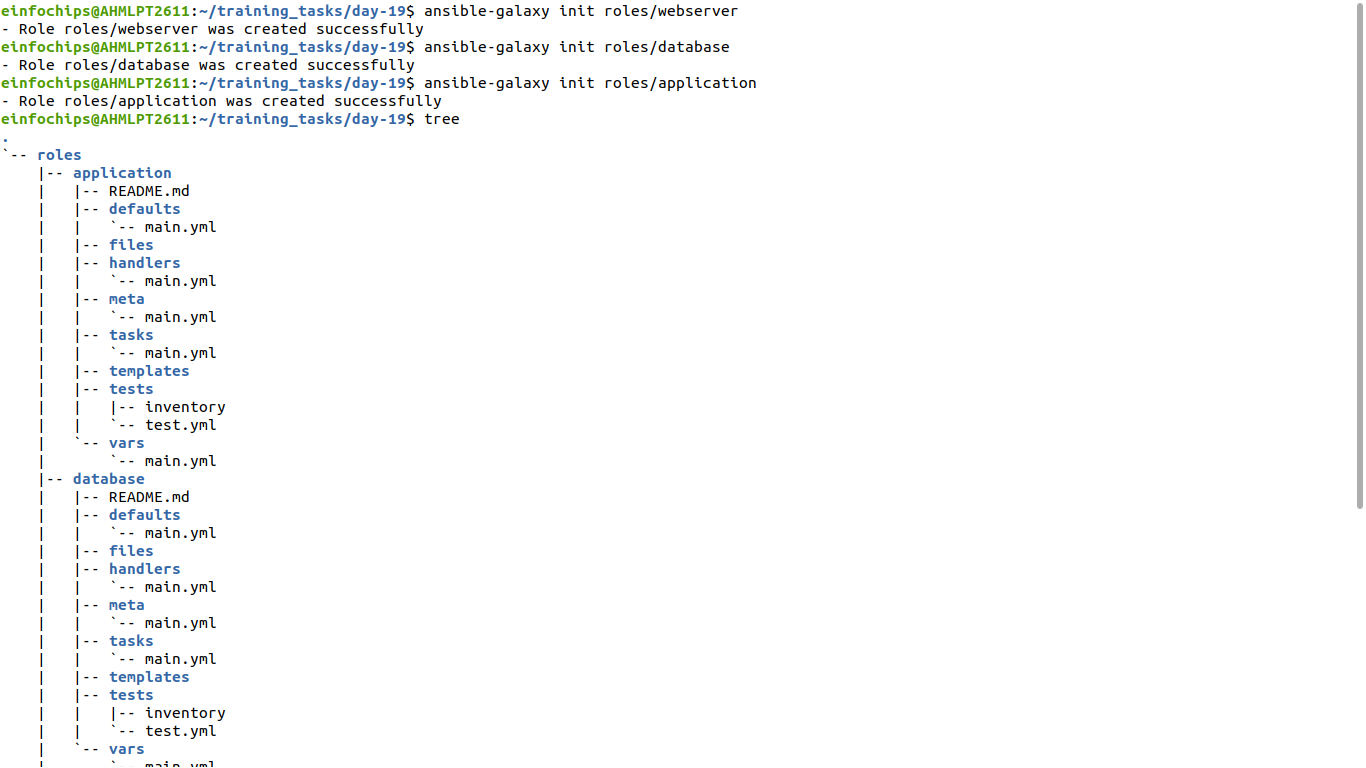 einfochips@AHMLPT2611:~/training_tasks/day-19$ ansible-galaxy init roles/webserver
- Role roles/webserver was created successfully
einfochips@AHMLPT2611:~/training_tasks/day-19$ ansible-galaxy init roles/database
- Role roles/database was created successfully
einfochips@AHMLPT2611:~/training_tasks/day-19$ ansible-galaxy init roles/application
- Role roles/application was created successfully
einfochips@AHMLPT2611:~/training_tasks/day-19$ tree
.
`-- roles
    |-- application
    |   |-- README.md
    |   |-- defaults
    |   |   `-- main.yml
    |   |-- files
    |   |-- handlers
    |   |   `-- main.yml
    |   |-- meta
    |   |   `-- main.yml
    |   |-- tasks
    |   |   `-- main.yml
    |   |-- templates
    |   |-- tests
    |   |   |-- inventory
    |   |   `-- test.yml
    |   `-- vars
    |       `-- main.yml
    |-- database
    |   |-- README.md
    |   |-- defaults
    |   |   `-- main.yml
    |   |-- files
    |   |-- handlers
    |   |   `-- main.yml
    |   |-- meta
    |   |   `-- main.yml
    |   |-- tasks
    |   |   `-- main.yml
    |   |-- templates
    |   |-- tests
    |   |   |-- inventory
    |   |   `-- test.yml
    |   `-- vars
    |       `-- main.yml